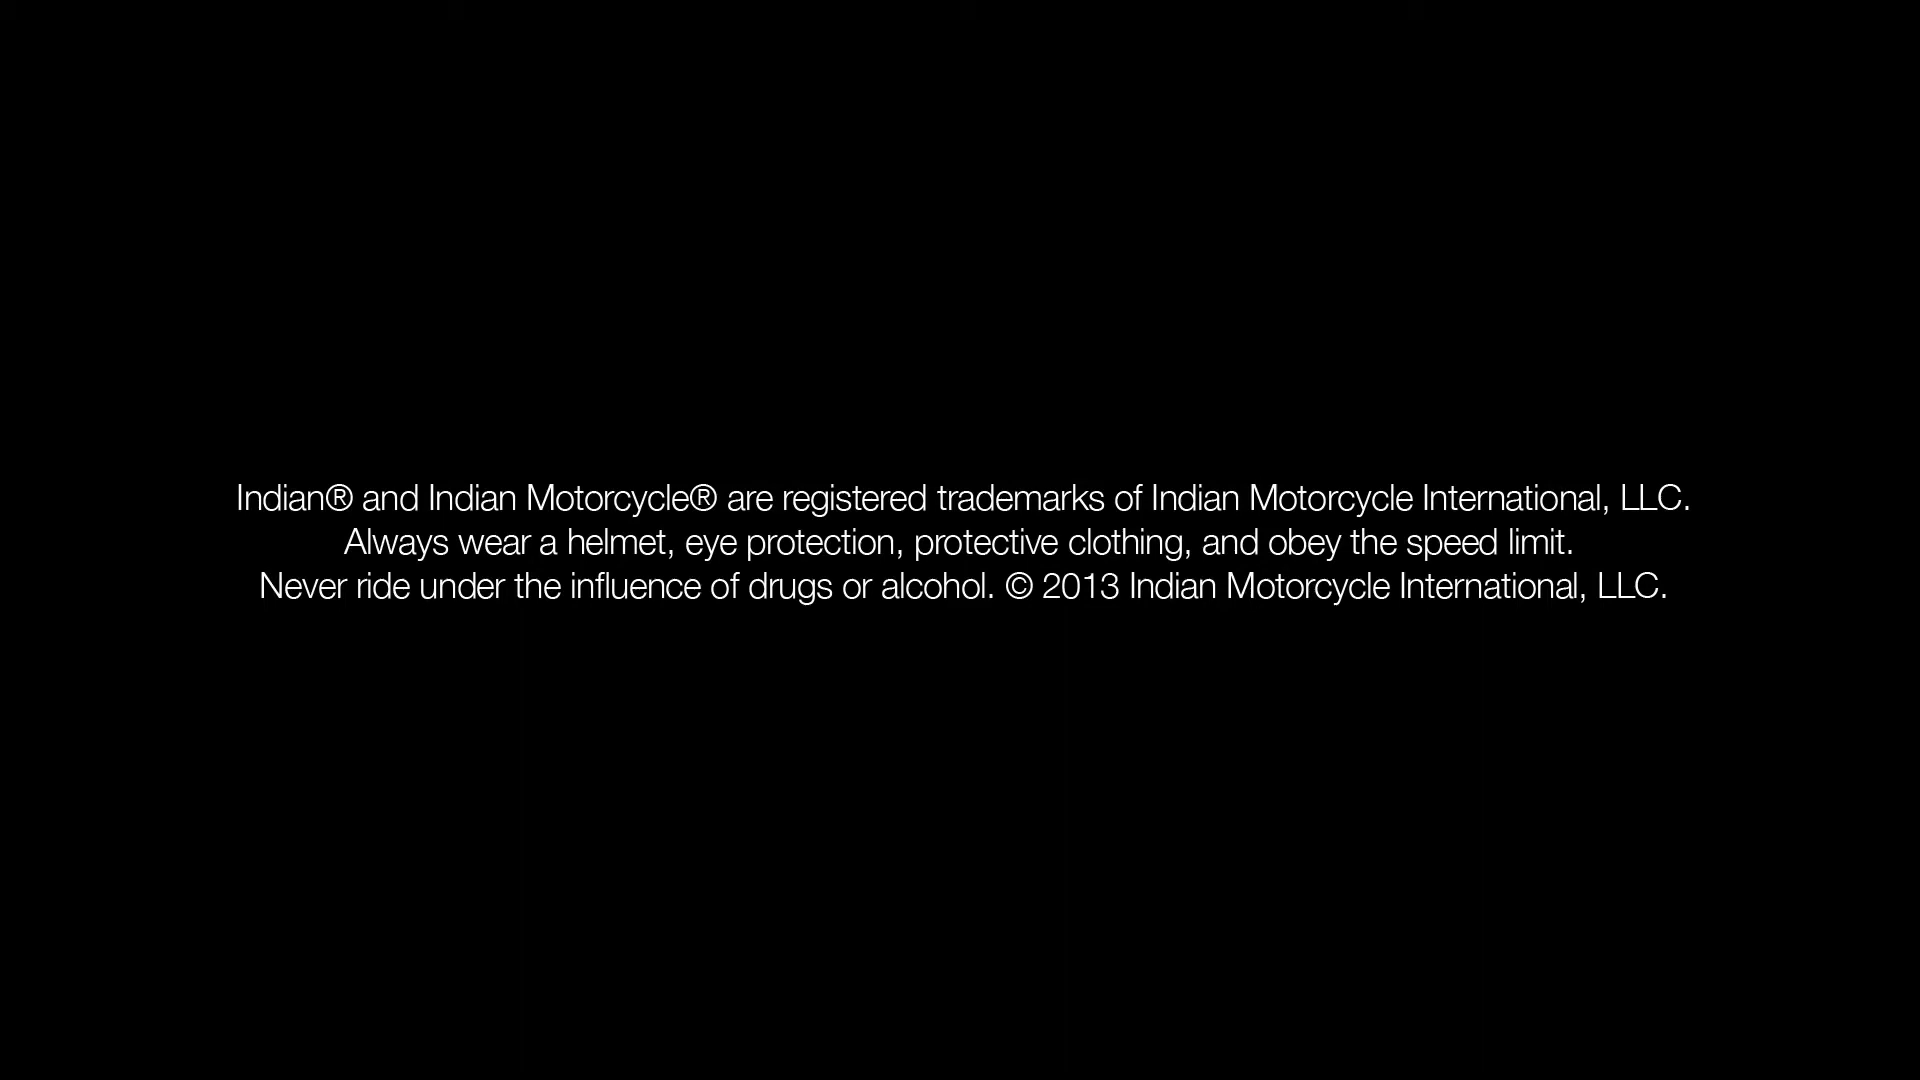 Indian® and Indian Motorcycle® are registered trademarks of Indian Motorcycle International, LLC.
Always wear a helmet, eye protection, protective clothing, and obey the speed limit.
Never ride under the influence of drugs or alcohol. © 2013 Indian Motorcycle International, LLC.